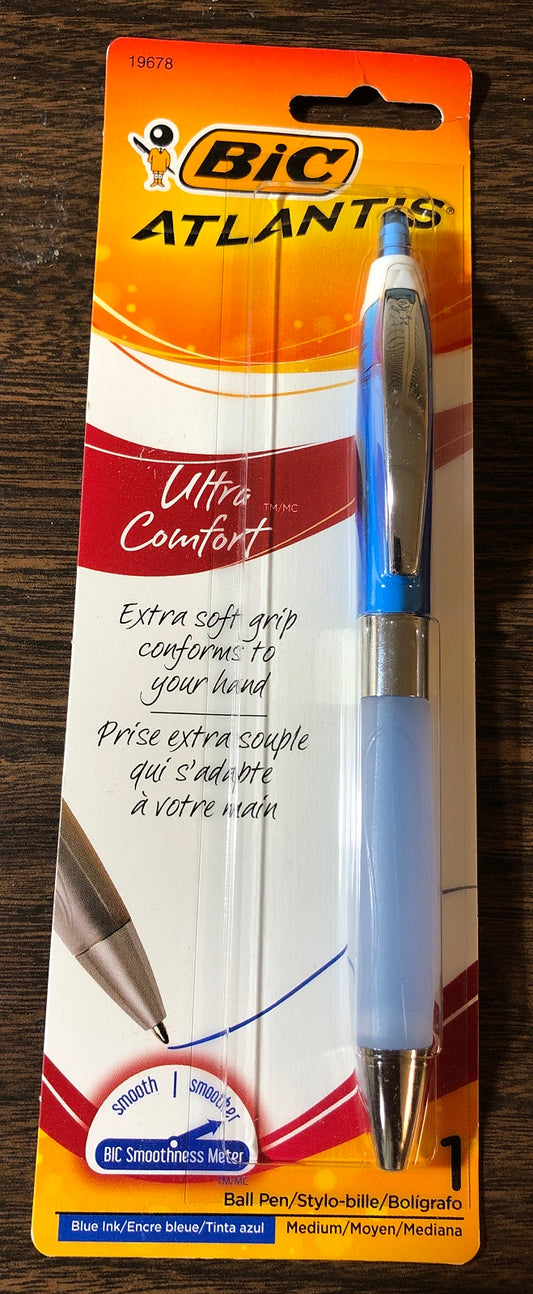 19678
BiC
ATLANTIS®
Ultra
Comfort TM/MC
Extra soft grip
conforms to
your hand
Prise extra souple
qui s'adapte
à votre main
smooth | smoother
BIC Smoothness Meter
TM/MC
1
Ball Pen/Stylo-bille/Bolígrafo
Blue Ink/Encre bleue/Tinta azul
Medium/Moyen/Mediana